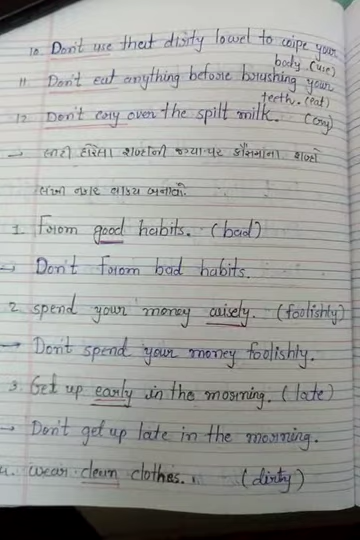 10. Don't use that dirty towel to wipe your
body. (use)
11. Don't eat anything before brushing your
teeth. (eat)
12. Don't cry over the spilt milk. (cry)
→ લીટી દોરેલા શબ્દોની જગ્યા પર કૌંસમાંના શબ્દો
લખી નકાર વાક્ય બનાવો.
1. From good habits. (bad)
→ Don't From bad habits.
2. spend your money wisely. (foolishly)
→ Don't spend your money foolishly.
3. Get up early in the morning. (late)
→ Don't get up late in the morning.
4. wear clean clothes. (dirty)